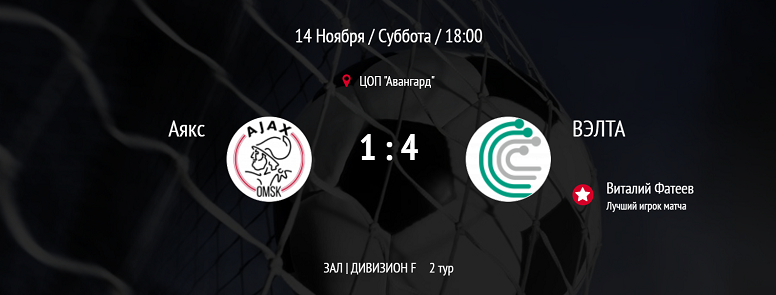 14 Ноября / Суббота / 18:00
ЦОП "Авангард"
Аякс
AJAX
OMSK
1 : 4
ВЭЛТА
Виталий Фатеев
Лучший игрок матча
ЗАЛ | ДИВИЗИОН F 2 тур